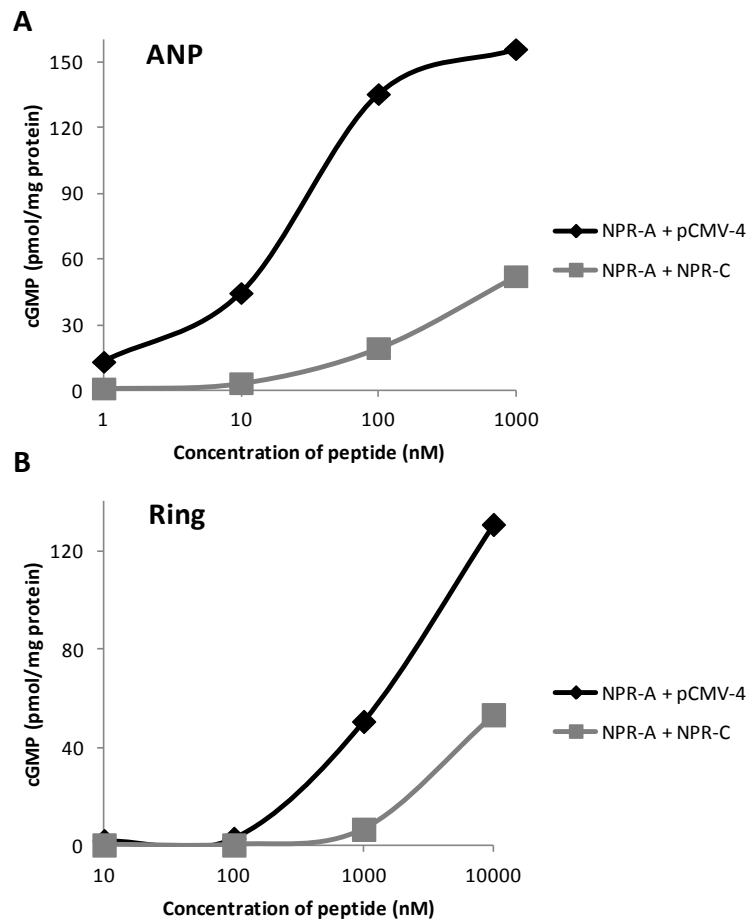 A
ANP
cGMP (pmol/mg protein)
150
120
90
60
30
0
1 10 100 1000
Concentration of peptide (nM)
NPR-A + pCMV-4
NPR-A + NPR-C
B
Ring
cGMP (pmol/mg protein)
120
80
40
0
10 100 1000 10000
Concentration of peptide (nM)
NPR-A + pCMV-4
NPR-A + NPR-C